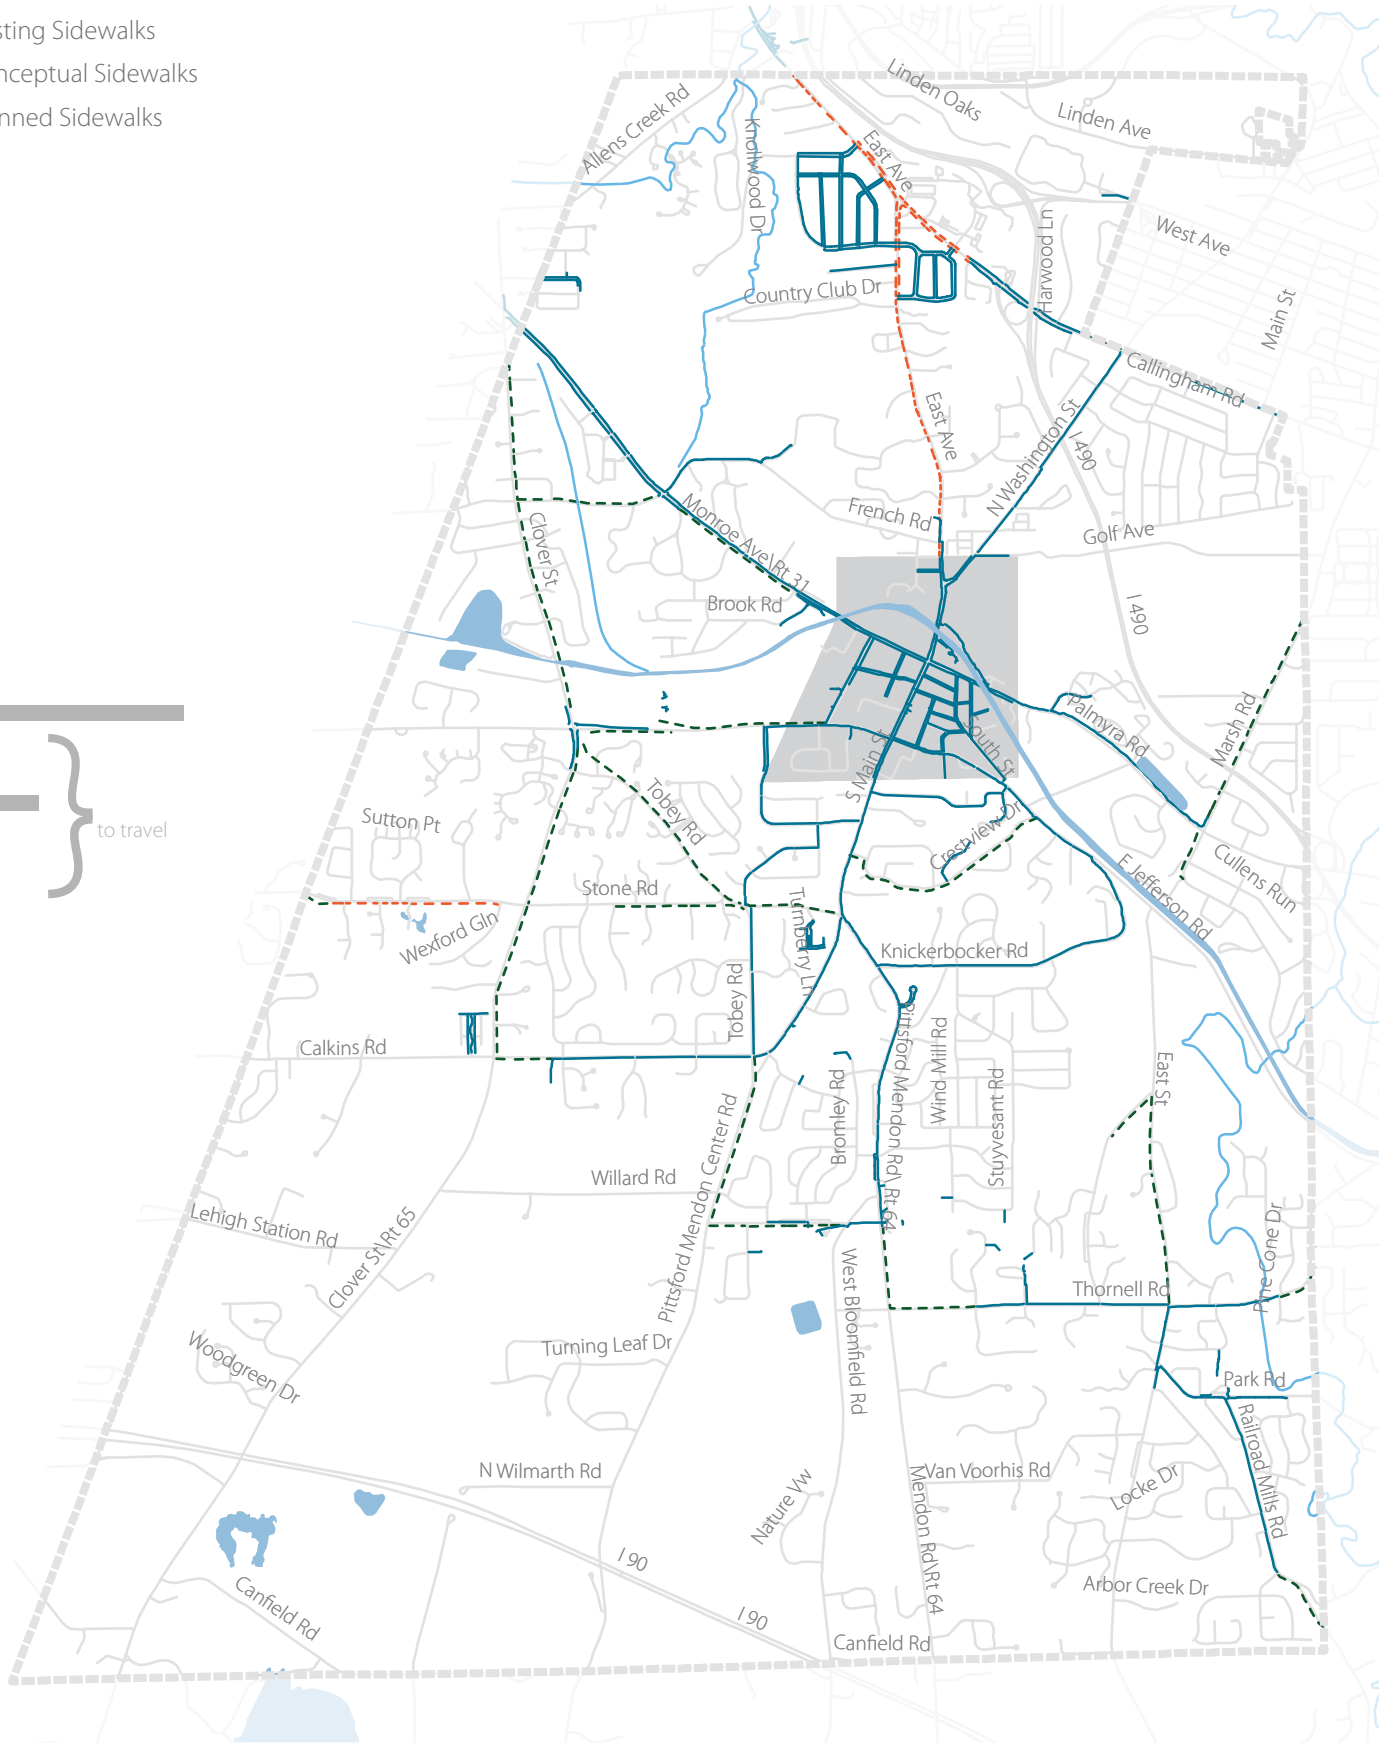 sting Sidewalks
nceptual Sidewalks
nned Sidewalks
Linden Oaks
Linden Ave
Allens Creek Rd
Knollwood Dr
East Ave
West Ave
Harwood Ln
Main St
Country Club Dr
Callingham Rd
East Ave
N Washington St
I 490
French Rd
Golf Ave
Monroe Ave\Rt 31
Clover St
Brook Rd
I 490
Palmyra Rd
Marsh Rd
South St
S Main St
to travel
Sutton Pt
Tobey Rd
Crestview Dr
Cullens Run
E Jefferson Rd
Stone Rd
Turnberry Ln
Wexford Gln
Knickerbocker Rd
Tobey Rd
Calkins Rd
Pittsford Mendon Rd\ Rt 64
Wind Mill Rd
Stuyvesant Rd
East St
Bromley Rd
Pittsford Mendon Center Rd
Willard Rd
Lehigh Station Rd
Clover St\Rt 65
West Bloomfield Rd
Thornell Rd
Pine Cone Dr
Woodgreen Dr
Turning Leaf Dr
Park Rd
Railroad Mills Rd
N Wilmarth Rd
Nature Vw
Van Voorhis Rd
Locke Dr
Mendon Rd\Rt 64
I 90
Arbor Creek Dr
Canfield Rd
I 90
Canfield Rd